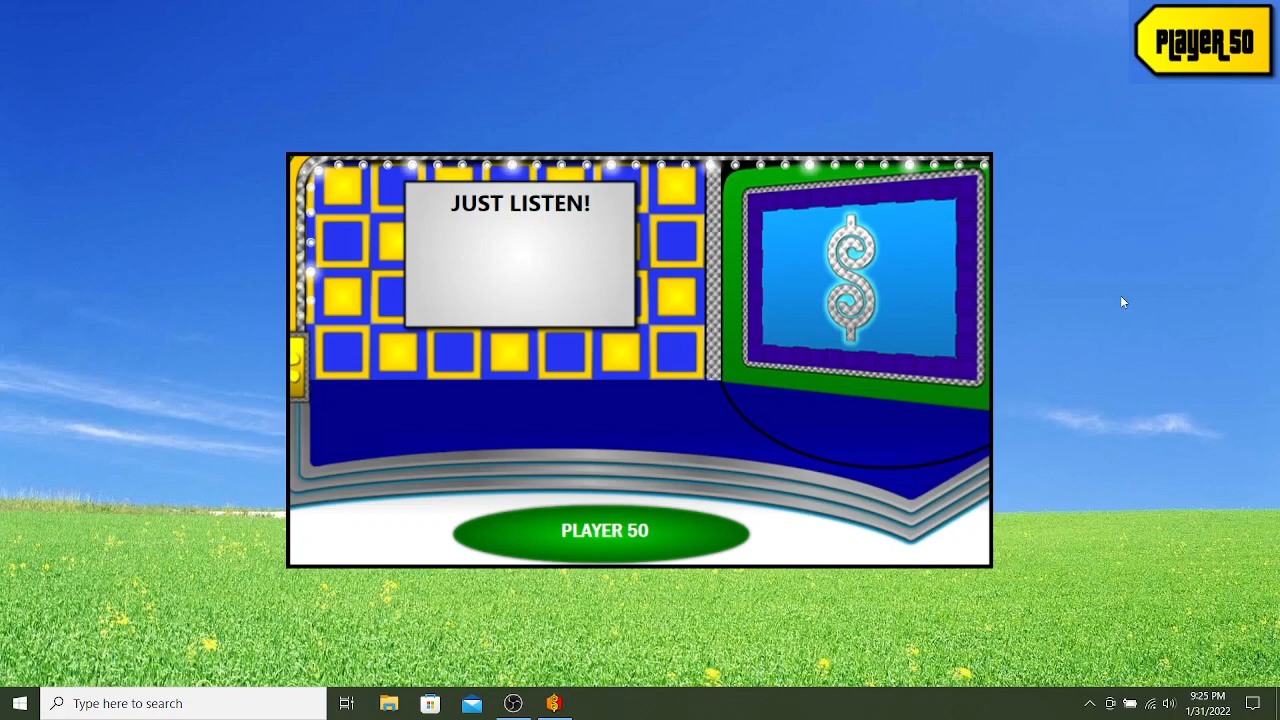 PLAYER 50
JUST LISTEN!
PLAYER 50
Type here to search
9:25 PM
1/31/2022